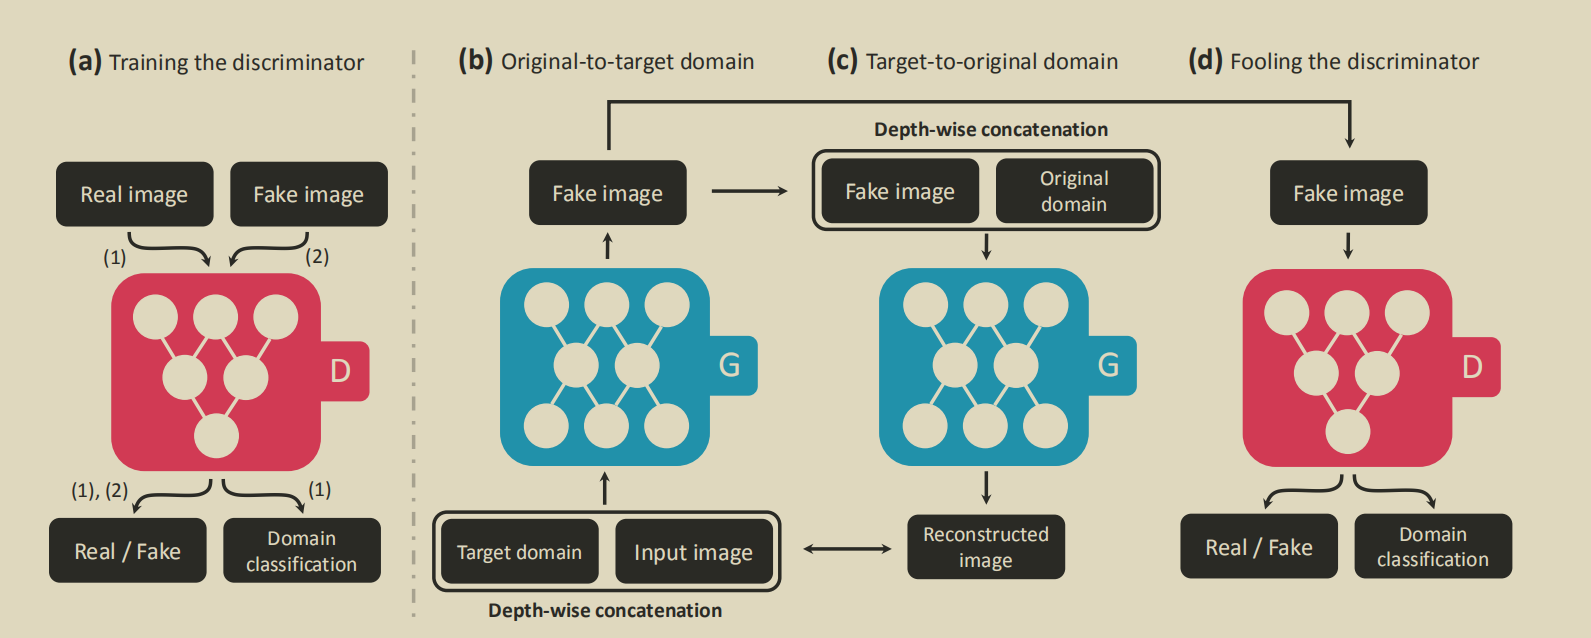 (a) Training the discriminator
Real image
Fake image
(1)
(2)
D
(1), (2)
(1)
Real / Fake
Domain
classification
(b) Original-to-target domain
Fake image
G
Target domain
Input image
Depth-wise concatenation
(c) Target-to-original domain
Depth-wise concatenation
Fake image
Original
domain
G
Reconstructed
image
(d) Fooling the discriminator
Fake image
D
Real / Fake
Domain
classification